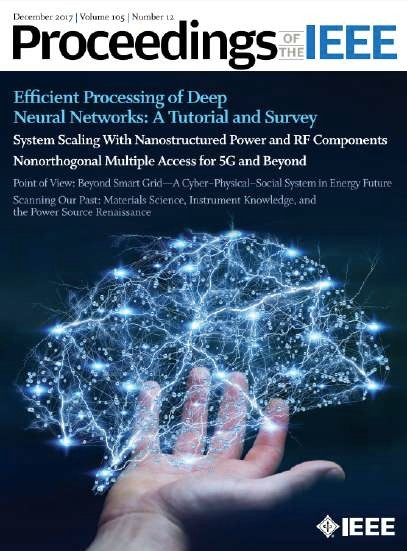 December 2017 | Volume 105 | Number 12
Proceedings OF THE IEEE
Efficient Processing of Deep
Neural Networks: A Tutorial and Survey
System Scaling With Nanostructured Power and RF Components
Nonorthogonal Multiple Access for 5G and Beyond
Point of View: Beyond Smart Grid—A Cyber–Physical–Social System in Energy Future
Scanning Our Past: Materials Science, Instrument Knowledge, and
the Power Source Renaissance
IEEE